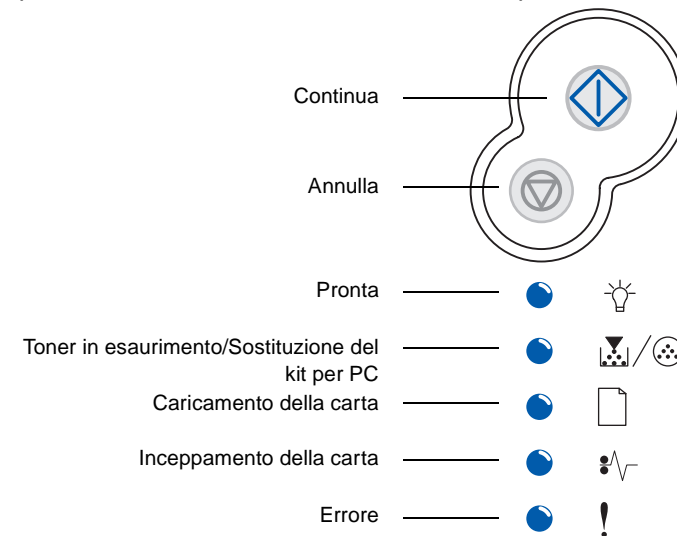 Continua
Annulla
Pronta
Toner in esaurimento/Sostituzione del
kit per PC
Caricamento della carta
Inceppamento della carta
Errore